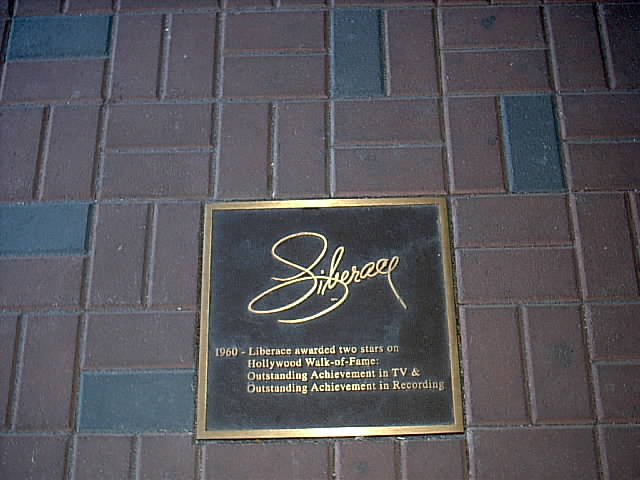 Liberace
1960 - Liberace awarded two stars on
Hollywood Walk-of-Fame:
Outstanding Achievement in TV &
Outstanding Achievement in Recording